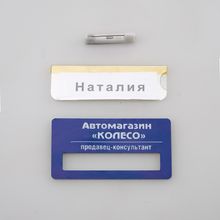 Наталия
Автомагазин
«КОЛЕСО»
продавец-консультант